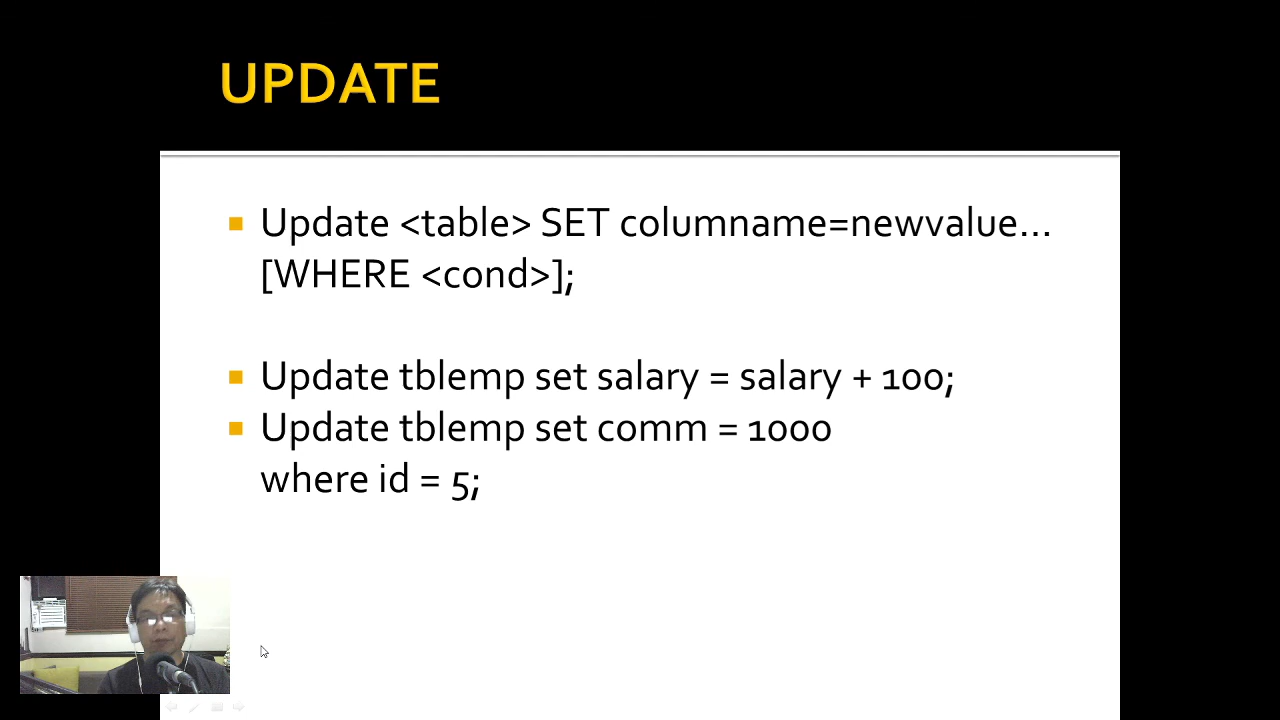 UPDATE
Update <table> SET columname=newvalue...
[WHERE <cond>];
Update tblemp set salary = salary + 100;
Update tblemp set comm = 1000
where id = 5;